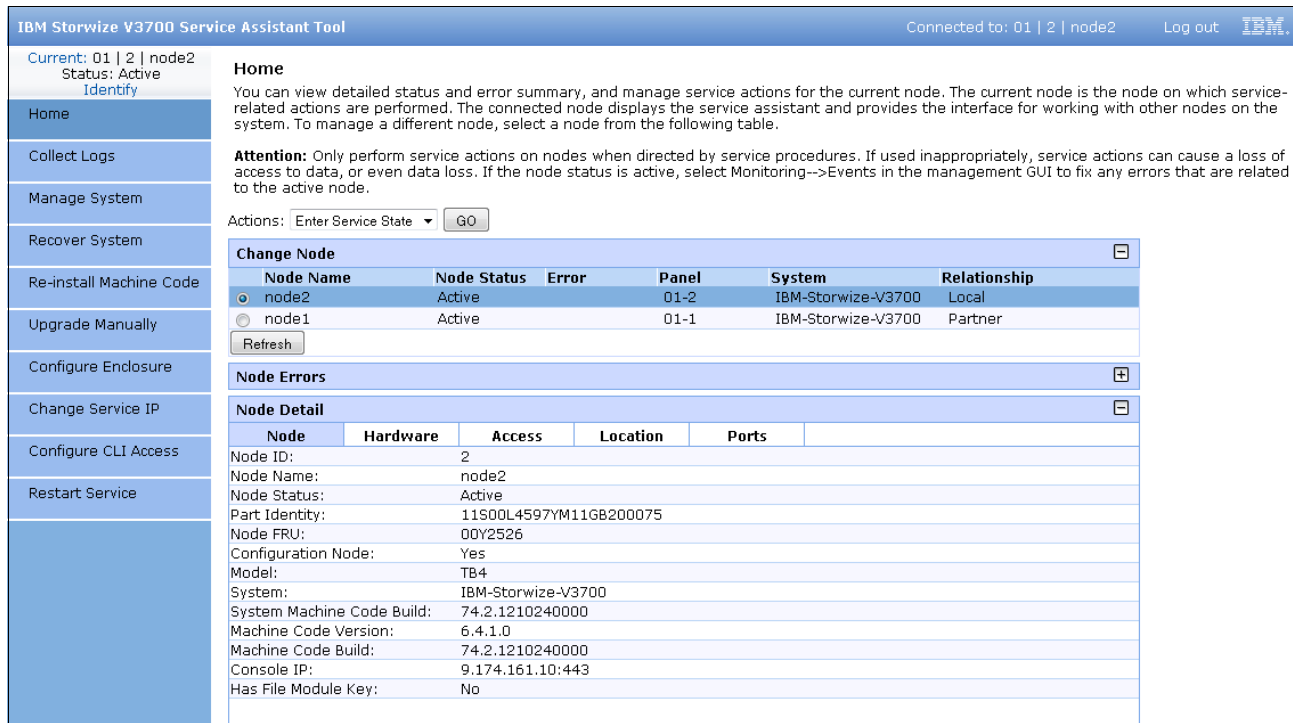 IBM Storwize V3700 Service Assistant Tool
Connected to: 01 | 2 | node2
Log out
IBM.
Current: 01 | 2 | node2
Status: Active
Identify
Home
Collect Logs
Manage System
Recover System
Re-install Machine Code
Upgrade Manually
Configure Enclosure
Change Service IP
Configure CLI Access
Restart Service
Home
You can view detailed status and error summary, and manage service actions for the current node. The current node is the node on which service-
related actions are performed. The connected node displays the service assistant and provides the interface for working with other nodes on the
system. To manage a different node, select a node from the following table.
Attention: Only perform service actions on nodes when directed by service procedures. If used inappropriately, service actions can cause a loss of
access to data, or even data loss. If the node status is active, select Monitoring-->Events in the management GUI to fix any errors that are related
to the active node.
Actions: Enter Service State GO
Change Node
Node Name Node Status Error Panel System Relationship
node2 Active 01-2 IBM-Storwize-V3700 Local
node1 Active 01-1 IBM-Storwize-V3700 Partner
Refresh
Node Errors
Node Detail
Node Hardware Access Location Ports
Node ID: 2
Node Name: node2
Node Status: Active
Part Identity: 11S00L4597YM11GB200075
Node FRU: 00Y2526
Configuration Node: Yes
Model: TB4
System: IBM-Storwize-V3700
System Machine Code Build: 74.2.1210240000
Machine Code Version: 6.4.1.0
Machine Code Build: 74.2.1210240000
Console IP: 9.174.161.10:443
Has File Module Key: No